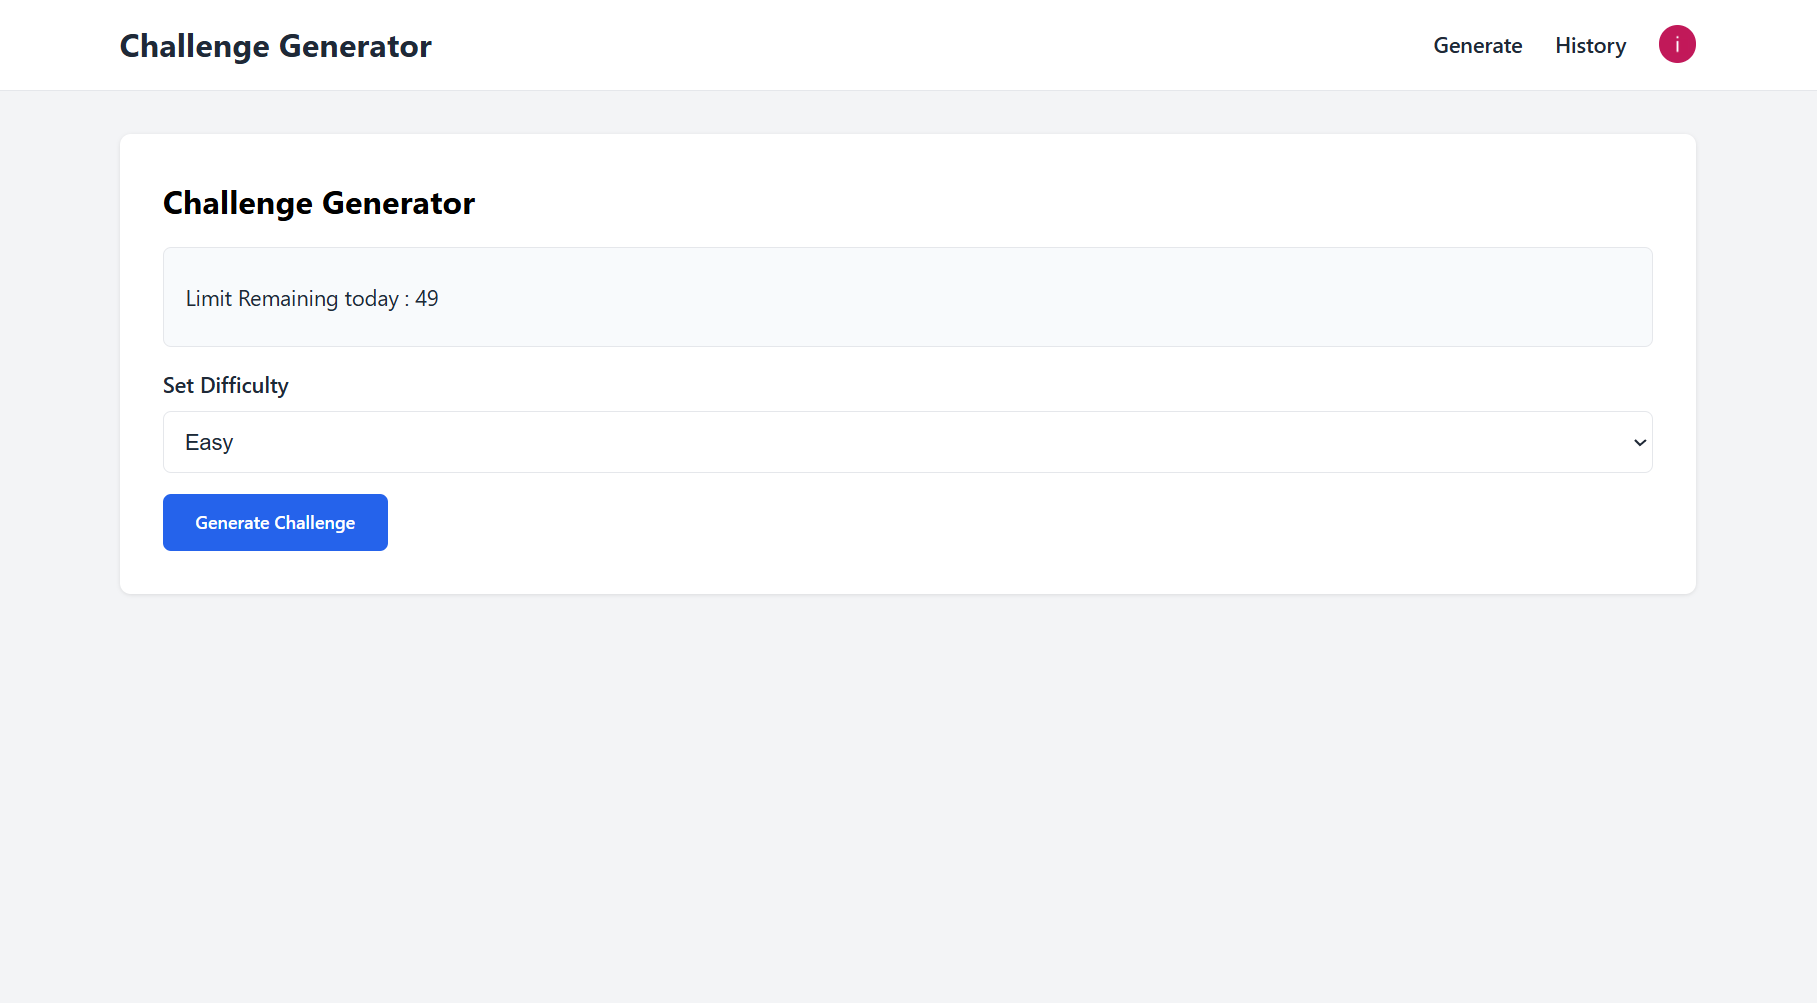 Challenge Generator
Generate
History
i
Challenge Generator
Limit Remaining today : 49
Set Difficulty
Easy
Generate Challenge